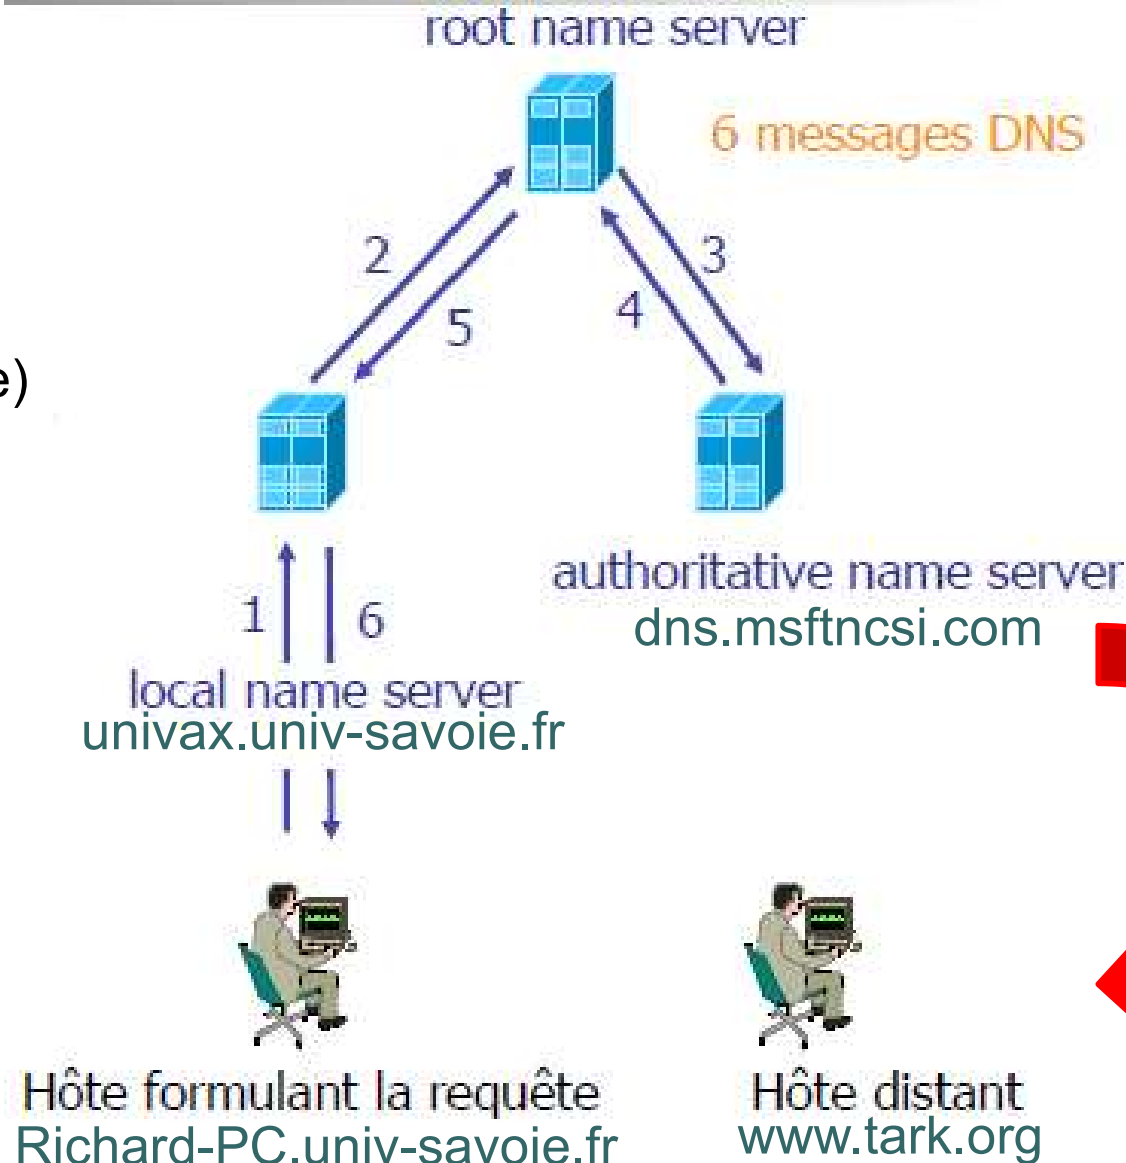 root name server
6 messages DNS
2
3
5
4
e)
authoritative name server
dns.msftncsi.com
1
6
local name server
univax.univ-savoie.fr
Hôte formulant la requête
Richard-PC.univ-savoie.fr
Hôte distant
www.tark.org